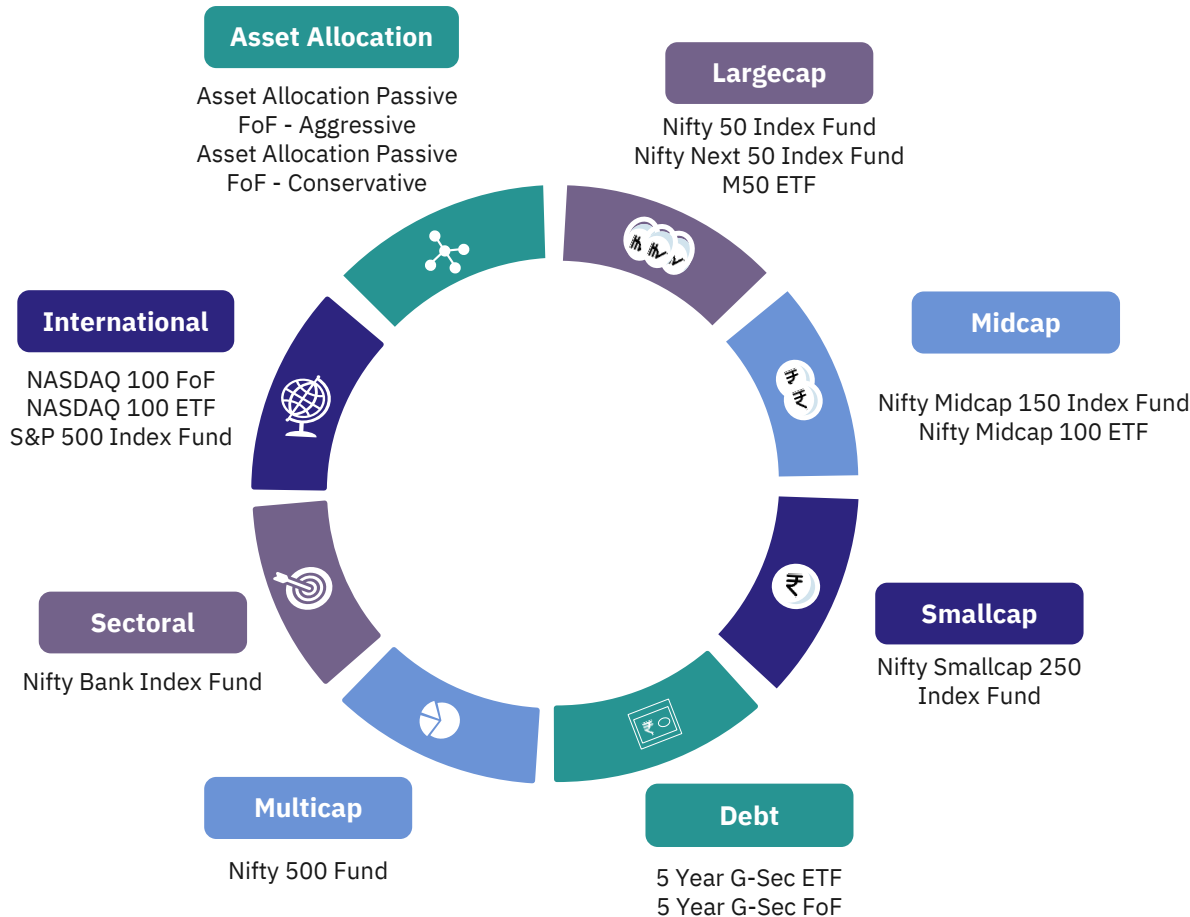 Asset Allocation
Asset Allocation Passive
FoF - Aggressive
Asset Allocation Passive
FoF - Conservative
Largecap
Nifty 50 Index Fund
Nifty Next 50 Index Fund
M50 ETF
Midcap
Nifty Midcap 150 Index Fund
Nifty Midcap 100 ETF
Smallcap
Nifty Smallcap 250
Index Fund
Debt
5 Year G-Sec ETF
5 Year G-Sec FoF
Multicap
Nifty 500 Fund
Sectoral
Nifty Bank Index Fund
International
NASDAQ 100 FoF
NASDAQ 100 ETF
S&P 500 Index Fund